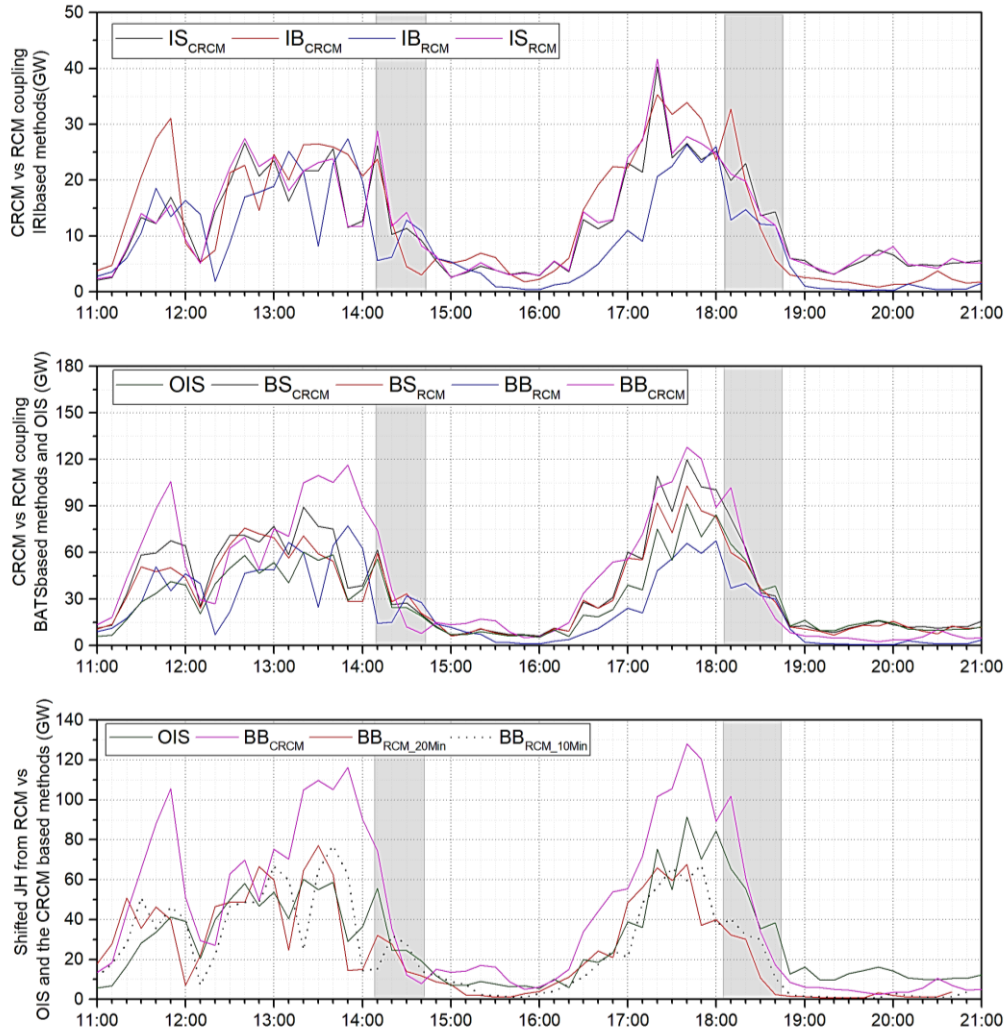 CRCM vs RCM coupling
IRIbased methods(GW)
IS_CRCM IB_CRCM IB_RCM IS_RCM
50
40
30
20
10
0
11:00 12:00 13:00 14:00 15:00 16:00 17:00 18:00 19:00 20:00 21:00
CRCM vs RCM coupling
BATSbased methods and OIS (GW)
OIS BS_CRCM BS_RCM BB_RCM BB_CRCM
180
150
120
90
60
30
0
11:00 12:00 13:00 14:00 15:00 16:00 17:00 18:00 19:00 20:00 21:00
Shifted JH from RCM vs
OIS and the CRCM based methods (GW)
OIS BB_CRCM BB_RCM_20Min BB_RCM_10Min
140
120
100
80
60
40
20
0
11:00 12:00 13:00 14:00 15:00 16:00 17:00 18:00 19:00 20:00 21:00